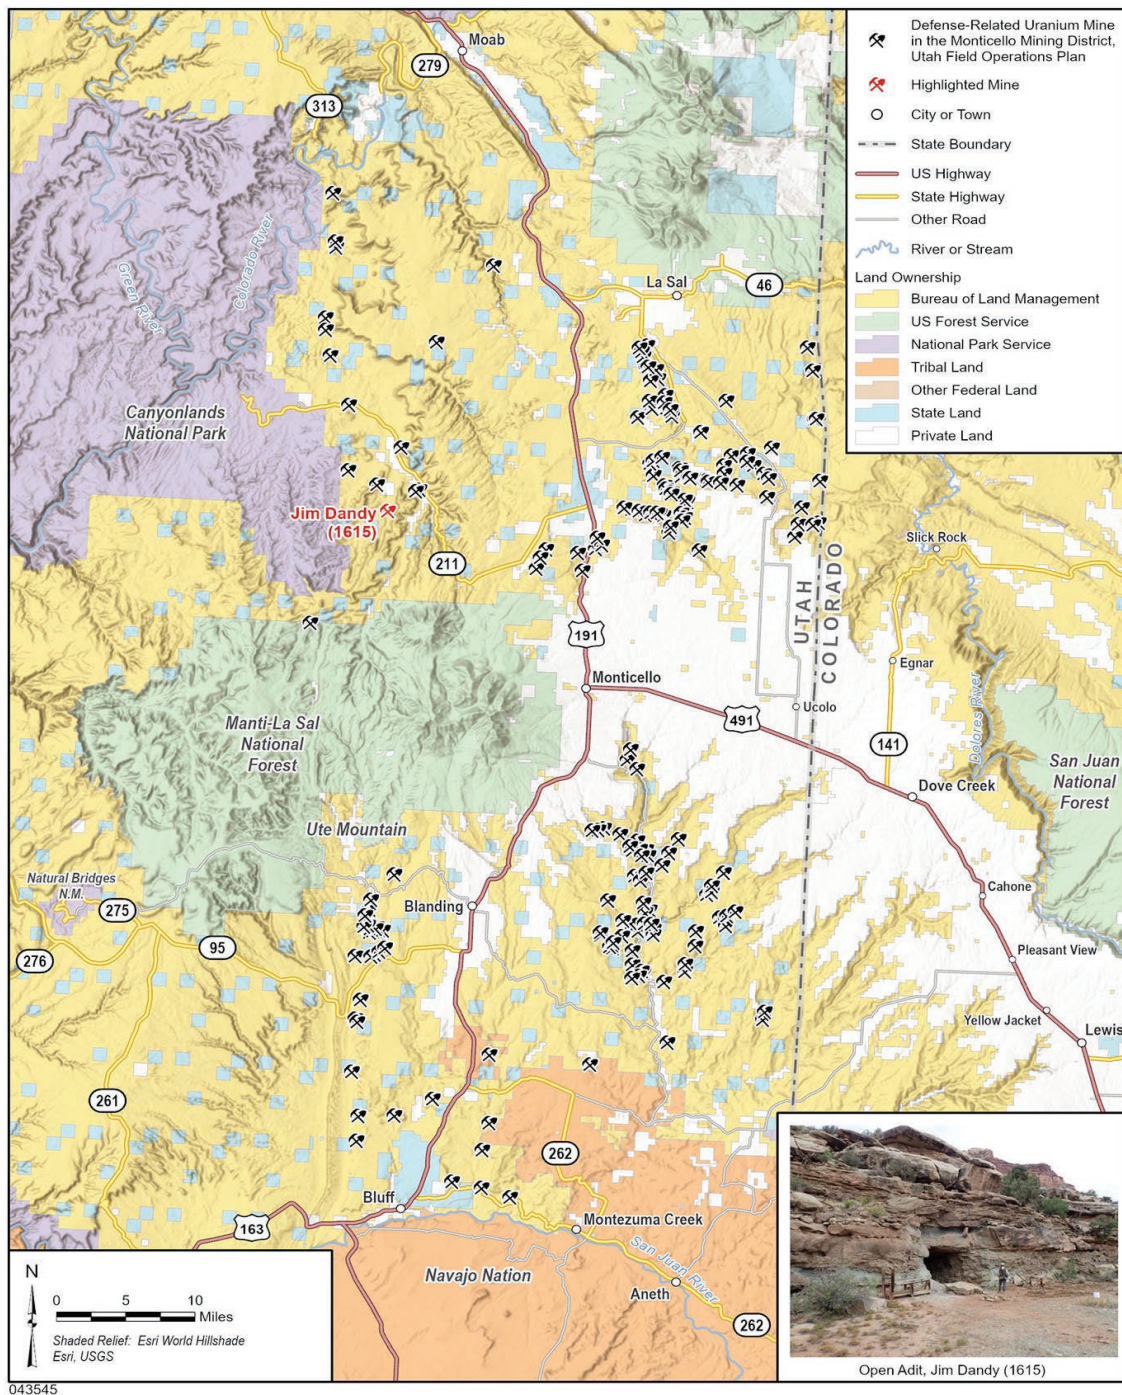 Moab
279
313
Defense-Related Uranium Mine
in the Monticello Mining District,
Utah Field Operations Plan
Highlighted Mine
City or Town
State Boundary
US Highway
State Highway
Other Road
River or Stream
Land Ownership
Bureau of Land Management
US Forest Service
National Park Service
Tribal Land
Other Federal Land
State Land
Private Land
Green River
Colorado River
La Sal
46
Canyonlands
National Park
Jim Dandy
(1615)
211
Slick Rock
UTAH
COLORADO
191
Egnar
Monticello
Ucolo
491
Dolores River
141
Manti-La Sal
National
Forest
San Juan
National
Forest
Dove Creek
Ute Mountain
Natural Bridges
N.M.
275
Blanding
Cahone
95
276
Pleasant View
Yellow Jacket
Lewis
261
262
Bluff
163
Montezuma Creek
San Juan River
Navajo Nation
Aneth
262
N
0 5 10
Miles
Shaded Relief: Esri World Hillshade
Esri, USGS
Open Adit, Jim Dandy (1615)
043545